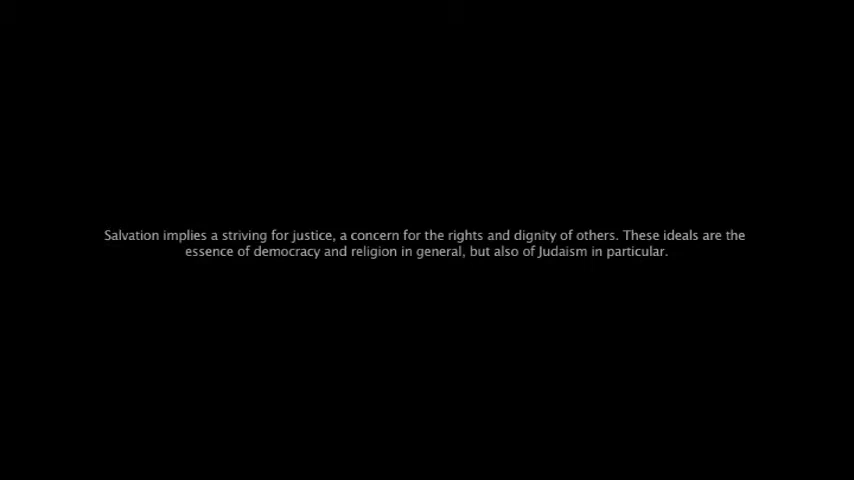 Salvation implies a striving for justice, a concern for the rights and dignity of others. These ideals are the
essence of democracy and religion in general, but also of Judaism in particular.